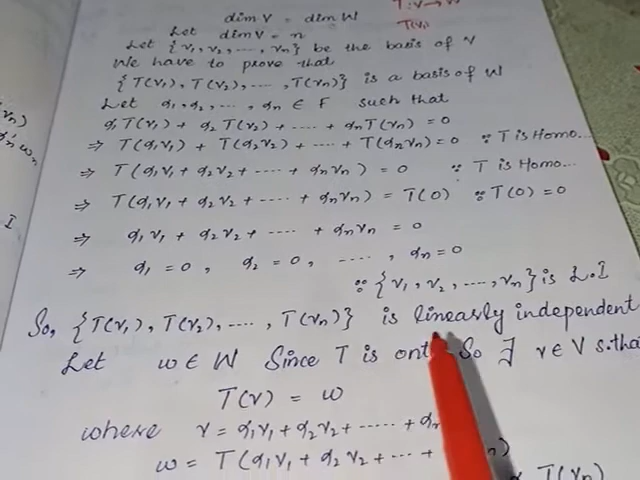 dim V = dim W
T: V → W
Let dim V = n
T(v₁)
Let {v₁, v₂, ...., vₙ} be the basis of V
We have to prove that
{T(v₁), T(v₂), ...., T(vₙ)} is a basis of W
Let α₁, α₂, ...., αₙ ∈ F such that
α₁T(v₁) + α₂T(v₂) + .... + αₙT(vₙ) = 0
⇒ T(α₁v₁) + T(α₂v₂) + .... + T(αₙvₙ) = 0 ∵ T is Homo...
⇒ T(α₁v₁ + α₂v₂ + .... + αₙvₙ) = 0 ∵ T is Homo...
⇒ T(α₁v₁ + α₂v₂ + .... + αₙvₙ) = T(0) ∵ T(0) = 0
⇒ α₁v₁ + α₂v₂ + .... + αₙvₙ = 0
⇒ α₁ = 0, α₂ = 0, ...., αₙ = 0
∵ {v₁, v₂, ...., vₙ} is L.I
So, {T(v₁), T(v₂), ...., T(vₙ)} is linearly independent
Let w ∈ W Since T is onto So ∃ v ∈ V s.tha
T(v) = w
where v = α₁v₁ + α₂v₂ + ..... + αₙ
w = T(α₁v₁ + α₂v₂ + ... +
T(vₙ)